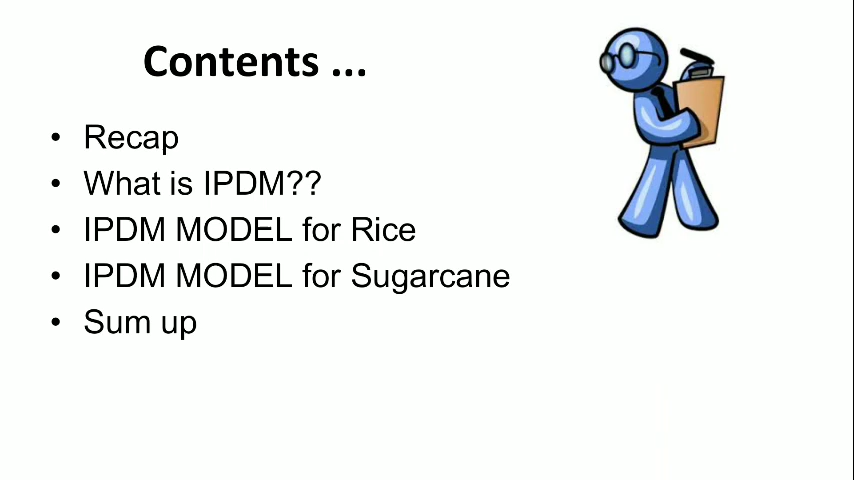 Contents ...
• Recap
• What is IPDM??
• IPDM MODEL for Rice
• IPDM MODEL for Sugarcane
• Sum up